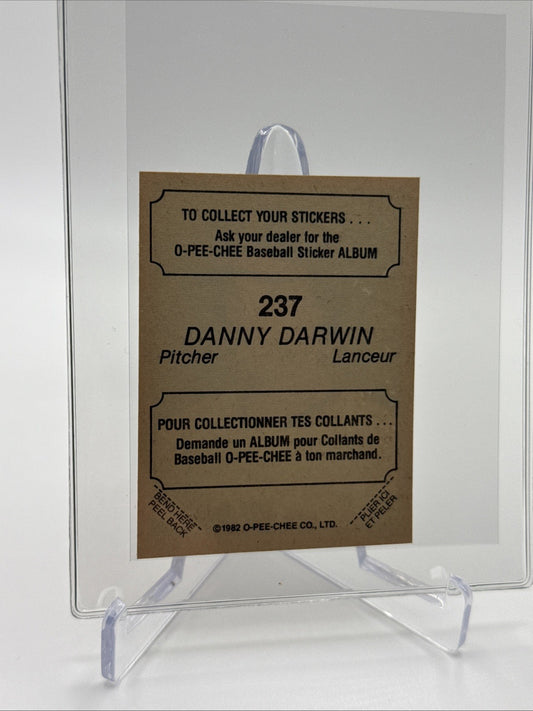 TO COLLECT YOUR STICKERS . . .
Ask your dealer for the
O-PEE-CHEE Baseball Sticker ALBUM
237
DANNY DARWIN
Pitcher Lanceur
POUR COLLECTIONNER TES COLLANTS . . .
Demande un ALBUM pour Collants de
Baseball O-PEE-CHEE à ton marchand.
BEND HERE
PEEL BACK
©1982 O-PEE-CHEE CO., LTD.
PLIER ICI
ET PELER